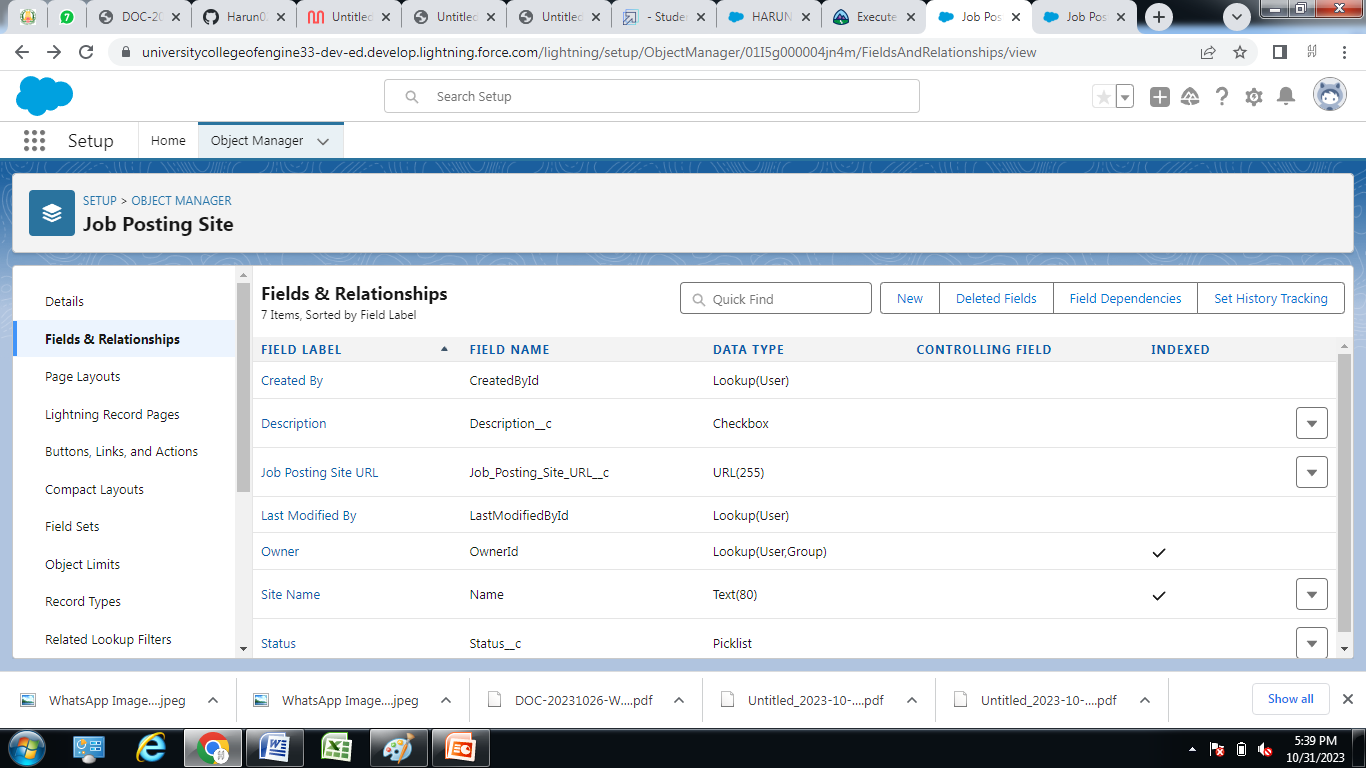 DOC-20
Harun0
Untitled
Untitled
Untitled
- Studen
HARUN
Execute
Job Pos
Job Pos
universitycollegeofengine33-dev-ed.develop.lightning.force.com/lightning/setup/ObjectManager/01I5g000004jn4m/FieldsAndRelationships/view
Search Setup
Setup
Home
Object Manager
SETUP > OBJECT MANAGER
Job Posting Site
Details
Fields & Relationships
Page Layouts
Lightning Record Pages
Buttons, Links, and Actions
Compact Layouts
Field Sets
Object Limits
Record Types
Related Lookup Filters
Fields & Relationships
7 Items, Sorted by Field Label
Quick Find
New
Deleted Fields
Field Dependencies
Set History Tracking
FIELD LABEL FIELD NAME DATA TYPE CONTROLLING FIELD INDEXED
Created By CreatedById Lookup(User)
Description Description__c Checkbox
Job Posting Site URL Job_Posting_Site_URL__c URL(255)
Last Modified By LastModifiedById Lookup(User)
Owner OwnerId Lookup(User,Group)
Site Name Name Text(80)
Status Status__c Picklist
WhatsApp Image....jpeg
WhatsApp Image....jpeg
DOC-20231026-W....pdf
Untitled_2023-10-....pdf
Untitled_2023-10-....pdf
Show all
5:39 PM
10/31/2023